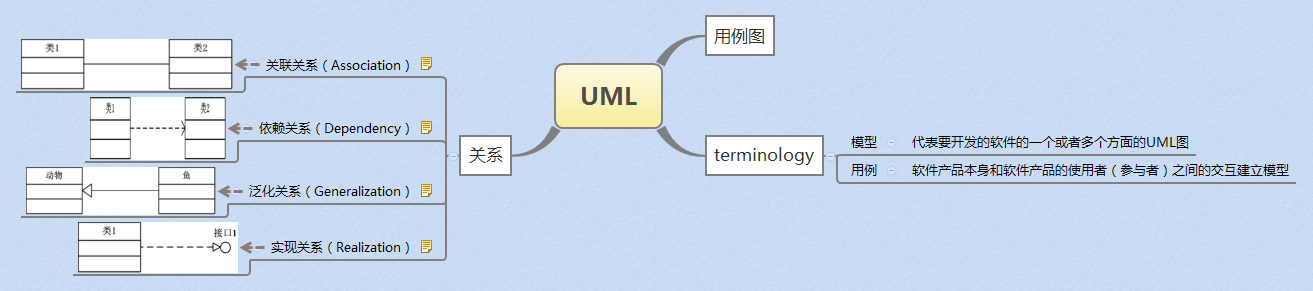 UML
用例图
terminology
模型
代表要开发的软件的一个或者多个方面的UML图
用例
软件产品本身和软件产品的使用者（参与者）之间的交互建立模型
关系
关联关系（Association）
类1
类2
依赖关系（Dependency）
类1
类2
泛化关系（Generalization）
动物
鱼
实现关系（Realization）
类1
接口1